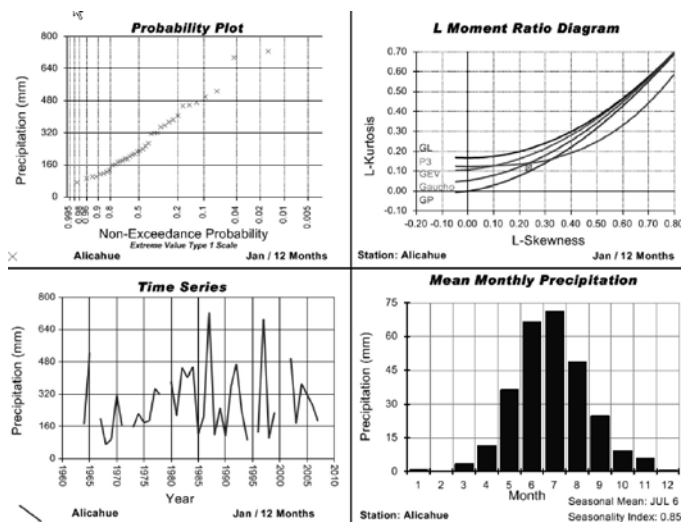 Probability Plot
800
640
480
320
160
0
Precipitation (mm)
0.995
0.98
0.96
0.9
0.8
0.5
0.2
0.1
0.04
0.02
0.01
0.005
Non-Exceedance Probability
Extreme Value Type 1 Scale
Alicahue
Jan / 12 Months
L Moment Ratio Diagram
0.70
0.60
0.50
0.40
0.30
0.20
0.10
0.00
-0.10
L-Kurtosis
GL
P3
GEV
Gaucho
GP
-0.20 -0.10 0.00 0.10 0.20 0.30 0.40 0.50 0.60 0.70 0.80
L-Skewness
Station: Alicahue
Jan / 12 Months
Time Series
800
640
480
320
160
0
Precipitation (mm)
1960 1965 1970 1975 1980 1985 1990 1995 2000 2005 2010
Year
Alicahue
Jan / 12 Months
Mean Monthly Precipitation
75
60
45
30
15
0
Precipitation (mm)
1 2 3 4 5 6 7 8 9 10 11 12
Month
Seasonal Mean: JUL 6
Station: Alicahue
Seasonality Index: 0.85